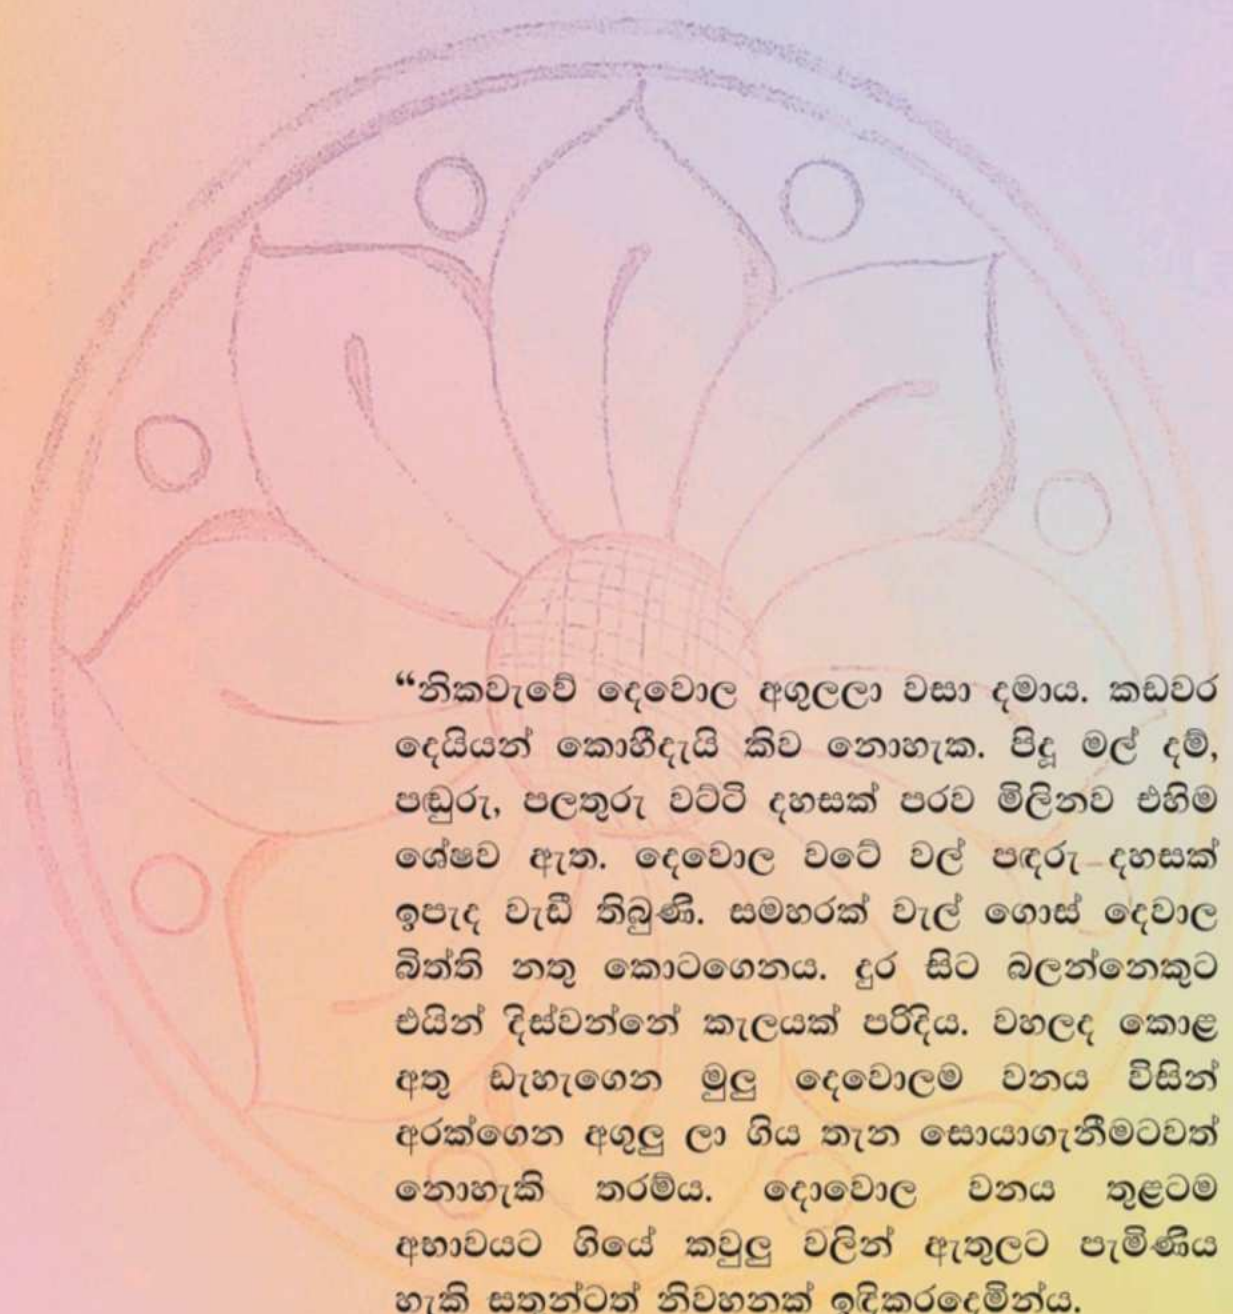 “නිකවැවේ දෙවොල අගුලලා වසා දමාය. කඩවර
දෙයියන් කොහීදැයි කිව නොහැක. පිදූ මල් දම්,
පඬුරු, පලතුරු වට්ටි දහසක් පරව මිලිනව එහිම
ශේෂව ඇත. දෙවොල වටේ වල් පඳුරු දහසක්
ඉපැද වැඩී තිබුණි. සමහරක් වැල් ගොස් දෙවාල
බිත්ති නතු කොටගෙනය. දුර සිට බලන්නෙකුට
එයින් දිස්වන්නේ කැලයක් පරිදිය. වහලද කොළ
අතු ඩැහැගෙන මුලු දෙවොලම වනය විසින්
අරක්ගෙන අගුලු ලා ගිය තැන සොයාගැනීමටවත්
නොහැකි තරම්ය. දොවොල වනය තුළටම
අභාවයට ගියේ කවුලු වලින් ඇතුලට පැමිණිය
හැකි සතුන්ටත් නිවහනක් ඉඳිකරදෙමින්ය.